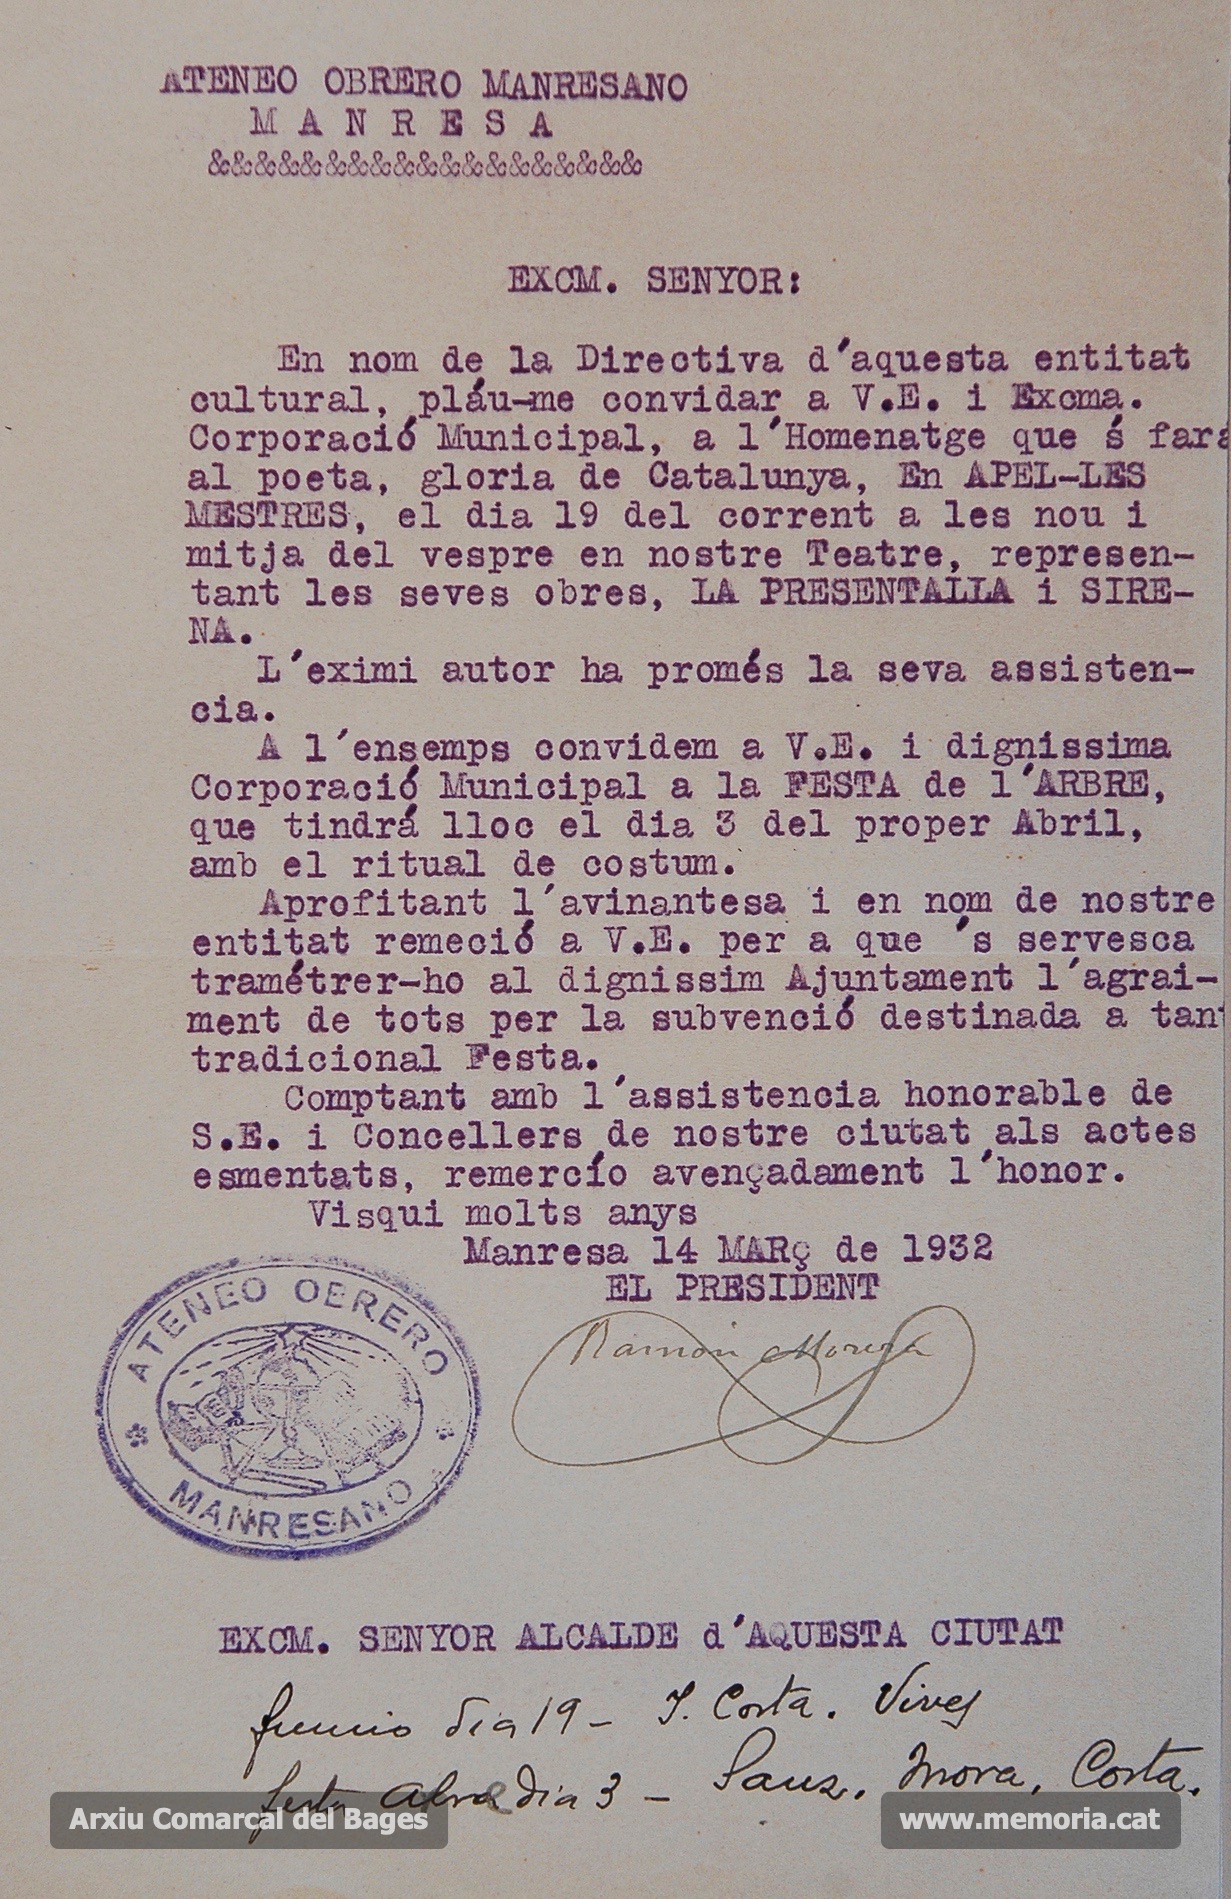 ATENEO OBRERO MANRESANO
MANRESA
&&&&&&&&&&&&&&&&&&&
EXCM. SENYOR:
En nom de la Directiva d'aquesta entitat
cultural, pláu-me convidar a V.E. i Excma.
Corporació Municipal, a l'Homenatge que ś fara
al poeta, gloria de Catalunya, En APEL-LES
MESTRES, el dia 19 del corrent a les nou i
mitja del vespre en nostre Teatre, represen-
tant les seves obres, LA PRESENTALLA i SIRE-
NA.
L'eximi autor ha promés la seva assisten-
cia.
A l'ensemps convidem a V.E. i dignissima
Corporació Municipal a la FESTA de l'ARBRE,
que tindrá lloc el dia 3 del proper Abril,
amb el ritual de costum.
Aprofitant l'avinantesa i en nom de nostre
entitat remeció a V.E. per a que 's servesca
tramétrer-ho al dignissim Ajuntament l'agrai-
ment de tots per la subvenció destinada a tant
tradicional Festa.
Comptant amb l'assistencia honorable de
S.E. i Concellers de nostre ciutat als actes
esmentats, remercío avençadament l'honor.
Visqui molts anys
Manresa 14 MARç de 1932
EL PRESIDENT
Ramón
ATENEO OBRERO
MANRESANO
EXCM. SENYOR ALCALDE d'AQUESTA CIUTAT
dia 19 - J. Costa. Vives
Festa dia 3 - Sanz. Mora, Costa.
Arxiu Comarcal del Bages
www.memoria.cat